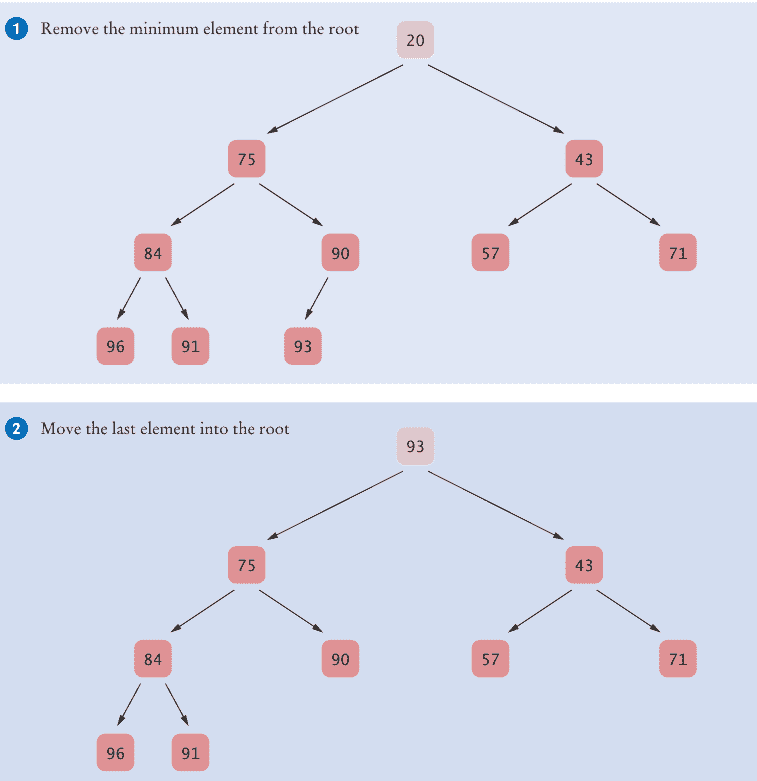 1 Remove the minimum element from the root
20
75 43
84 90 57 71
96 91 93
2 Move the last element into the root
93
75 43
84 90 57 71
96 91